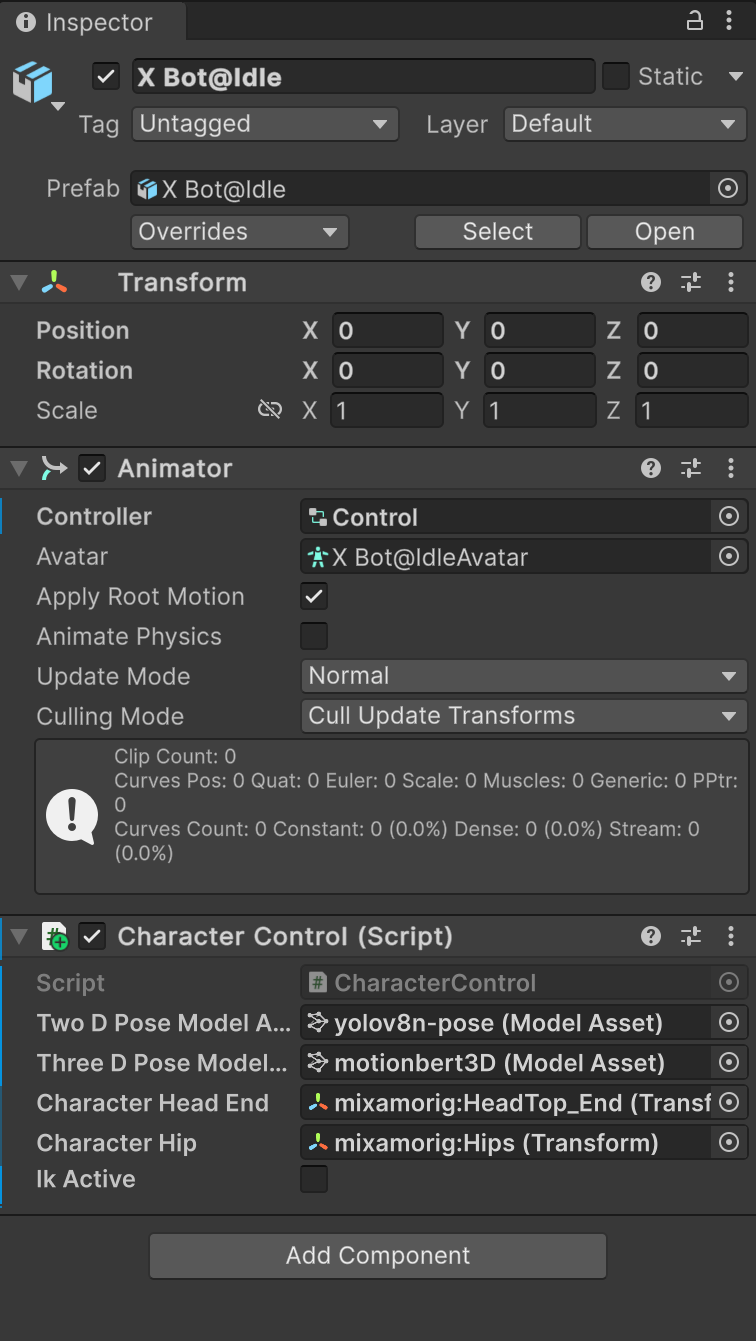 Inspector
X Bot@Idle Static
Tag Untagged Layer Default
Prefab X Bot@Idle
Overrides Select Open
Transform
Position X 0 Y 0 Z 0
Rotation X 0 Y 0 Z 0
Scale X 1 Y 1 Z 1
Animator
Controller Control
Avatar X Bot@IdleAvatar
Apply Root Motion
Animate Physics
Update Mode Normal
Culling Mode Cull Update Transforms
Clip Count: 0
Curves Pos: 0 Quat: 0 Euler: 0 Scale: 0 Muscles: 0 Generic: 0 PPtr:
0
Curves Count: 0 Constant: 0 (0.0%) Dense: 0 (0.0%) Stream: 0
(0.0%)
Character Control (Script)
Script CharacterControl
Two D Pose Model A... yolov8n-pose (Model Asset)
Three D Pose Model... motionbert3D (Model Asset)
Character Head End mixamorig:HeadTop_End (Transf
Character Hip mixamorig:Hips (Transform)
Ik Active
Add Component